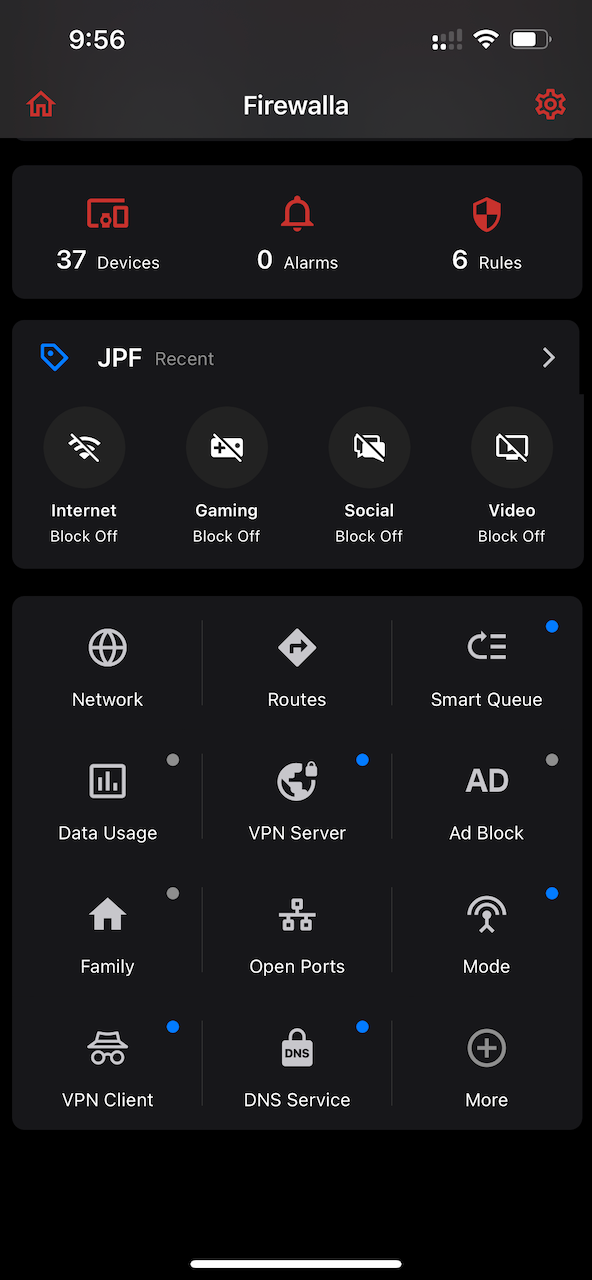 9:56
Firewalla
37 Devices
0 Alarms
6 Rules
JPF Recent
Internet
Block Off
Gaming
Block Off
Social
Block Off
Video
Block Off
Network
Routes
Smart Queue
Data Usage
VPN Server
AD
Ad Block
Family
Open Ports
Mode
VPN Client
DNS
DNS Service
More